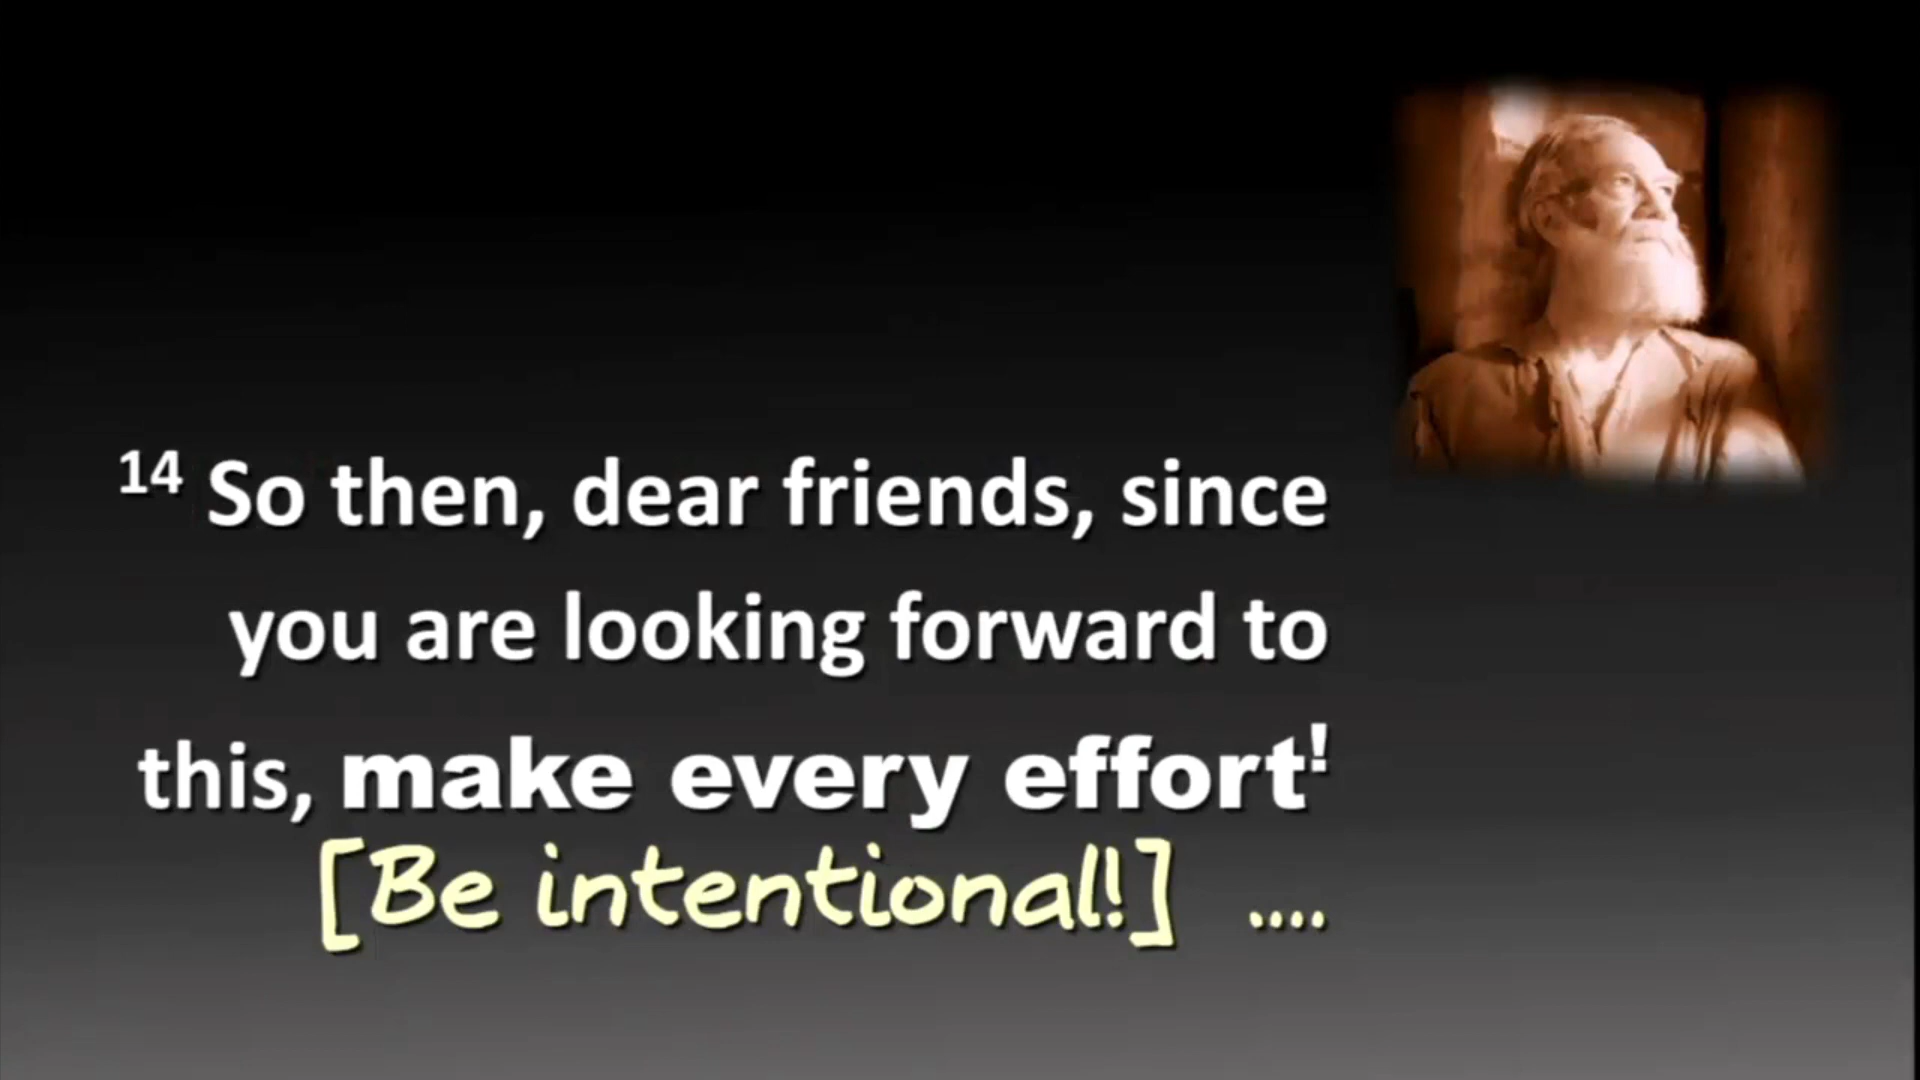 14 So then, dear friends, since
you are looking forward to
this, make every effort!
[Be intentional!] ....